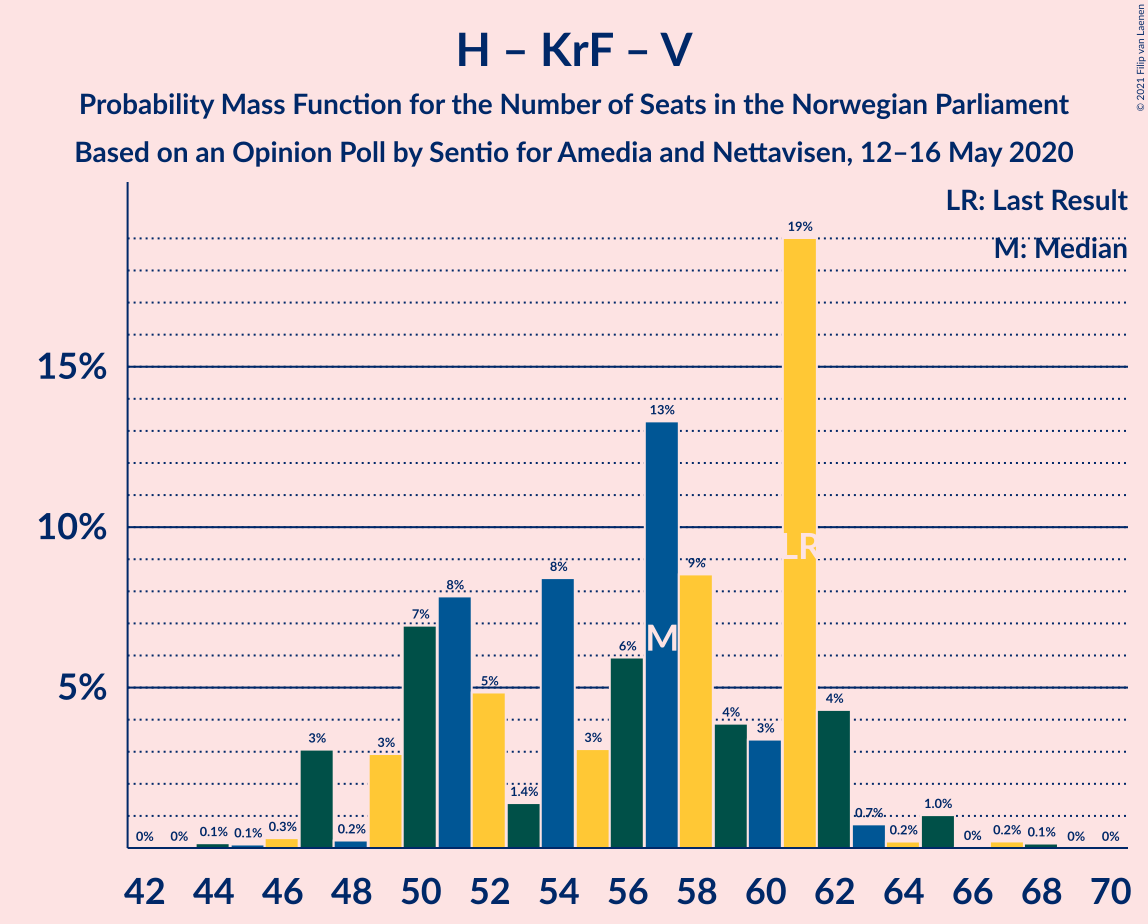 © 2021 Filip van Laenen
H – KrF – V
Probability Mass Function for the Number of Seats in the Norwegian Parliament
Based on an Opinion Poll by Sentio for Amedia and Nettavisen, 12–16 May 2020
LR: Last Result
M: Median
15%
10%
5%
0% 0% 0.1% 0.1% 0.3% 3% 0.2% 3% 7% 8% 5% 1.4% 8% 3% 6% 13% 9% 4% 3% 19% 4% 0.7% 0.2% 1.0% 0% 0.2% 0.1% 0% 0%
LR
M
42 44 46 48 50 52 54 56 58 60 62 64 66 68 70